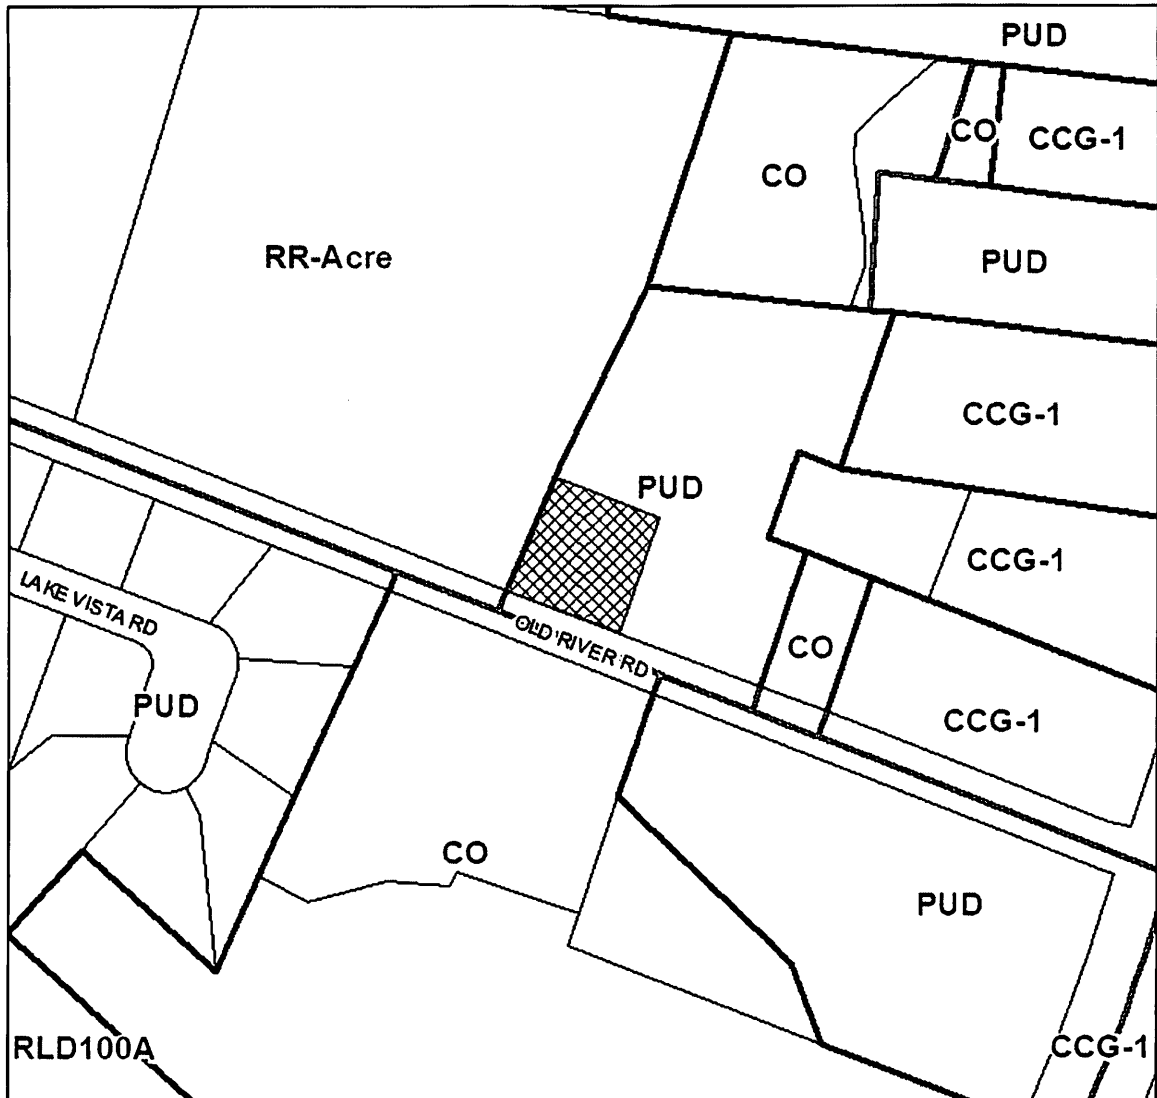 PUD
CO
CCG-1
CO
RR-Acre
PUD
CCG-1
PUD
CCG-1
LAKE VISTA RD
OLD RIVER RD
CO
PUD
CCG-1
CO
PUD
RLD100A
CCG-1